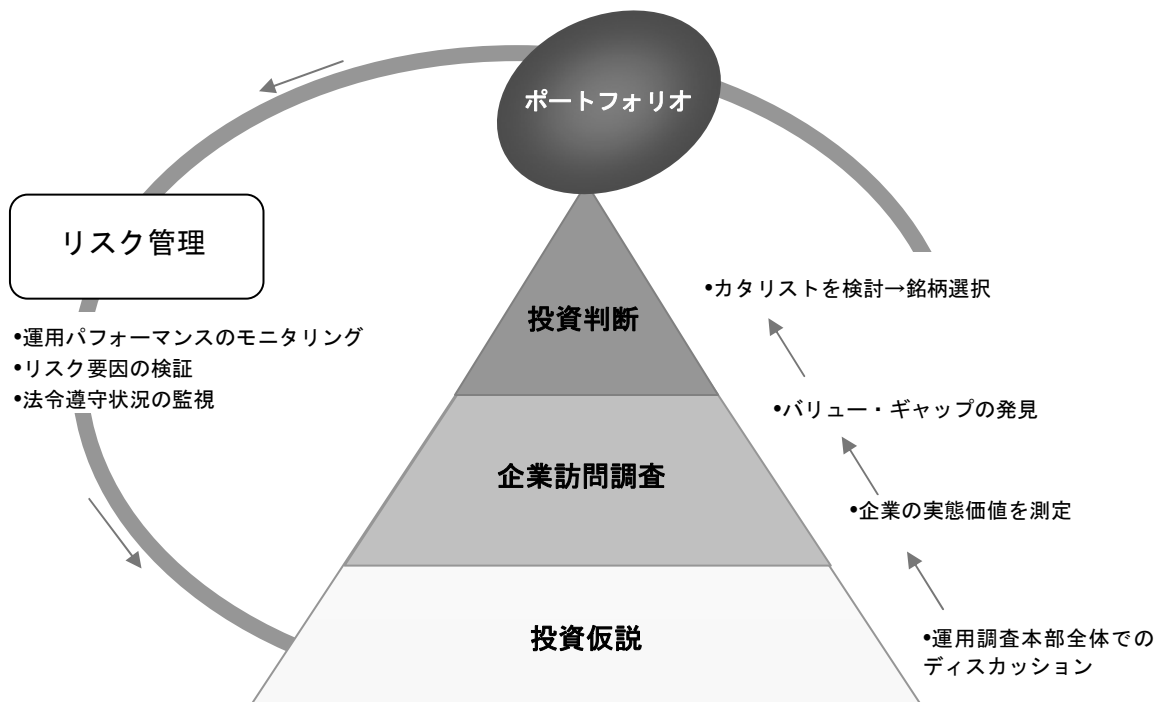 ポートフォリオ
リスク管理
•運用パフォーマンスのモニタリング
•リスク要因の検証
•法令遵守状況の監視
投資判断
企業訪問調査
投資仮説
•カタリストを検討→銘柄選択
•バリュー・ギャップの発見
•企業の実態価値を測定
•運用調査本部全体での
ディスカッション